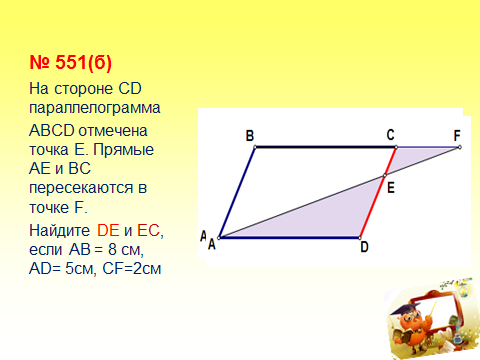 № 551(б)
На стороне CD
параллелограмма
ABCD отмечена
точка E. Прямые
AE и BC
пересекаются в
точке F.
Найдите DE и EC,
если AB = 8 см,
AD= 5см, CF=2см
B
C
F
E
A
A
D